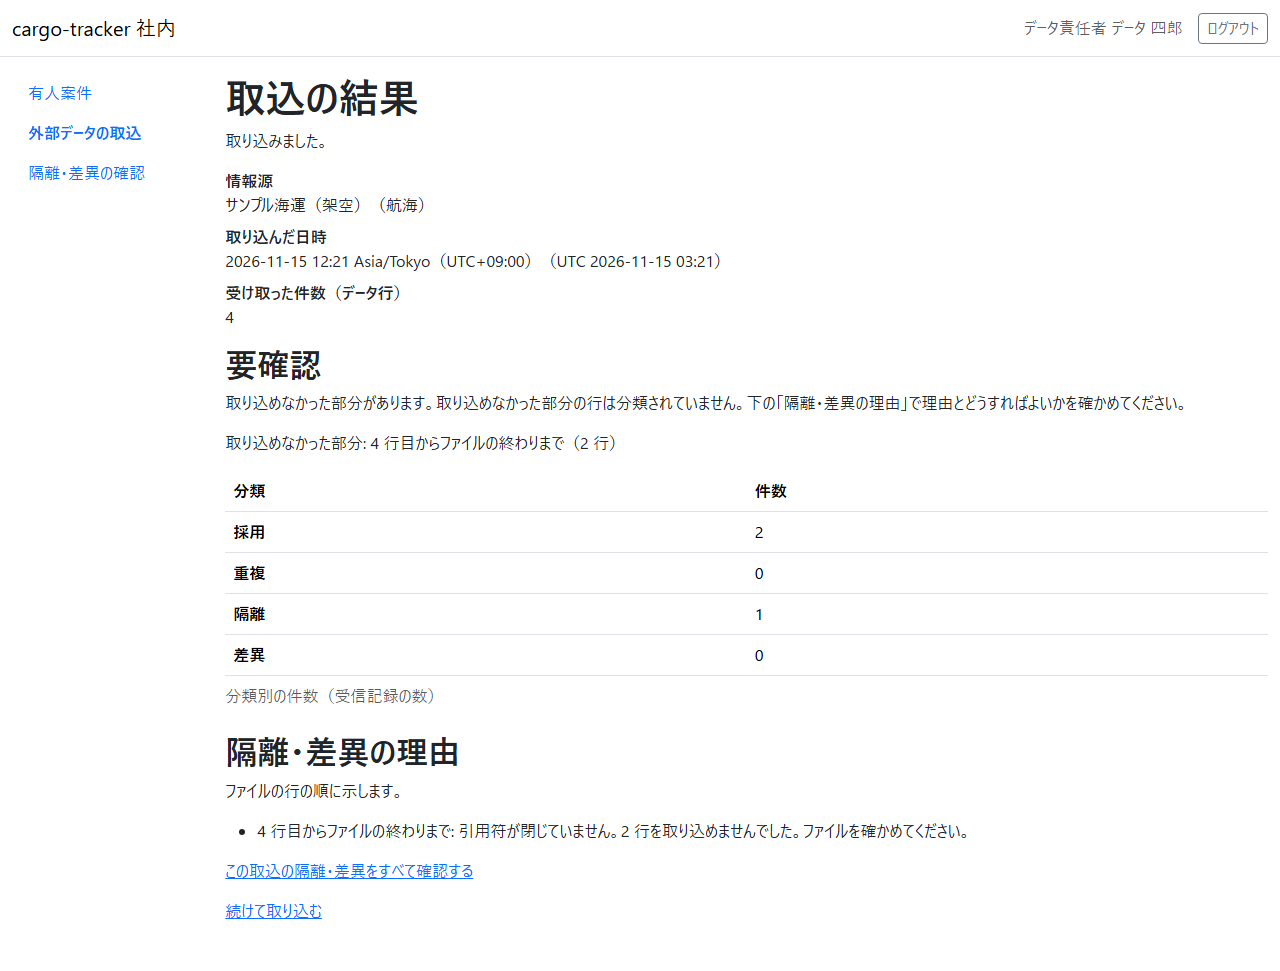 cargo-tracker 社内
データ責任者 データ 四郎
ログアウト
有人案件
外部データの取込
隔離・差異の確認
取込の結果
取り込みました。
情報源
サンプル海運（架空）（航海）
取り込んだ日時
2026-11-15 12:21 Asia/Tokyo（UTC+09:00）（UTC 2026-11-15 03:21）
受け取った件数（データ行）
4
要確認
取り込めなかった部分があります。取り込めなかった部分の行は分類されていません。下の「隔離・差異の理由」で理由とどうすればよいかを確かめてください。
取り込めなかった部分: 4 行目からファイルの終わりまで（2 行）
分類 件数
採用 2
重複 0
隔離 1
差異 0
分類別の件数（受信記録の数）
隔離・差異の理由
ファイルの行の順に示します。
• 4 行目からファイルの終わりまで: 引用符が閉じていません。2 行を取り込めませんでした。ファイルを確かめてください。
この取込の隔離・差異をすべて確認する
続けて取り込む